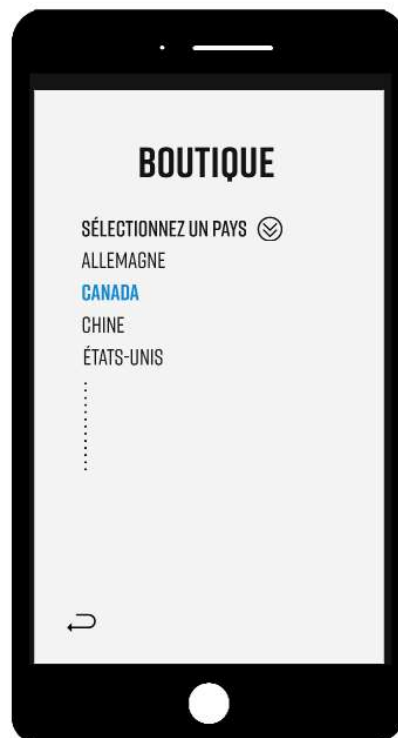 BOUTIQUE
SÉLECTIONNEZ UN PAYS
ALLEMAGNE
CANADA
CHINE
ÉTATS-UNIS